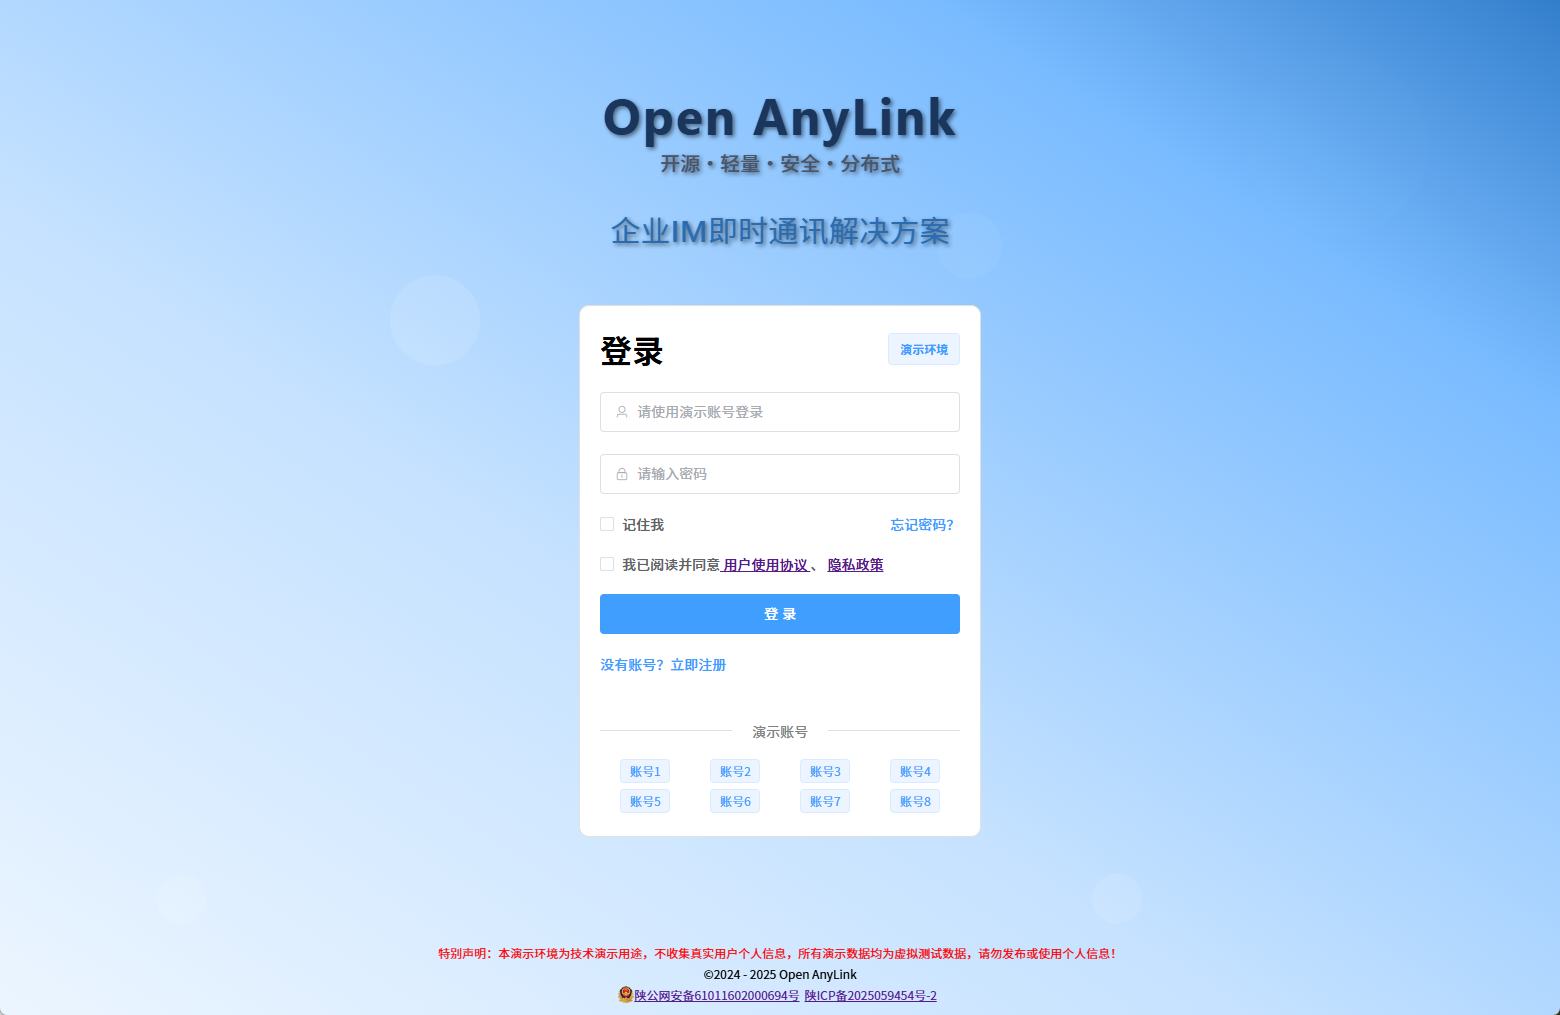 Open AnyLink
开源・轻量・安全・分布式
企业IM即时通讯解决方案
登录
演示环境
请使用演示账号登录
请输入密码
记住我
忘记密码?
我已阅读并同意 用户使用协议 、 隐私政策
登 录
没有账号？立即注册
演示账号
账号1 账号2 账号3 账号4
账号5 账号6 账号7 账号8
特别声明：本演示环境为技术演示用途，不收集真实用户个人信息，所有演示数据均为虚拟测试数据，请勿发布或使用个人信息！
©2024 - 2025 Open AnyLink
陕公网安备61011602000694号 陕ICP备2025059454号-2